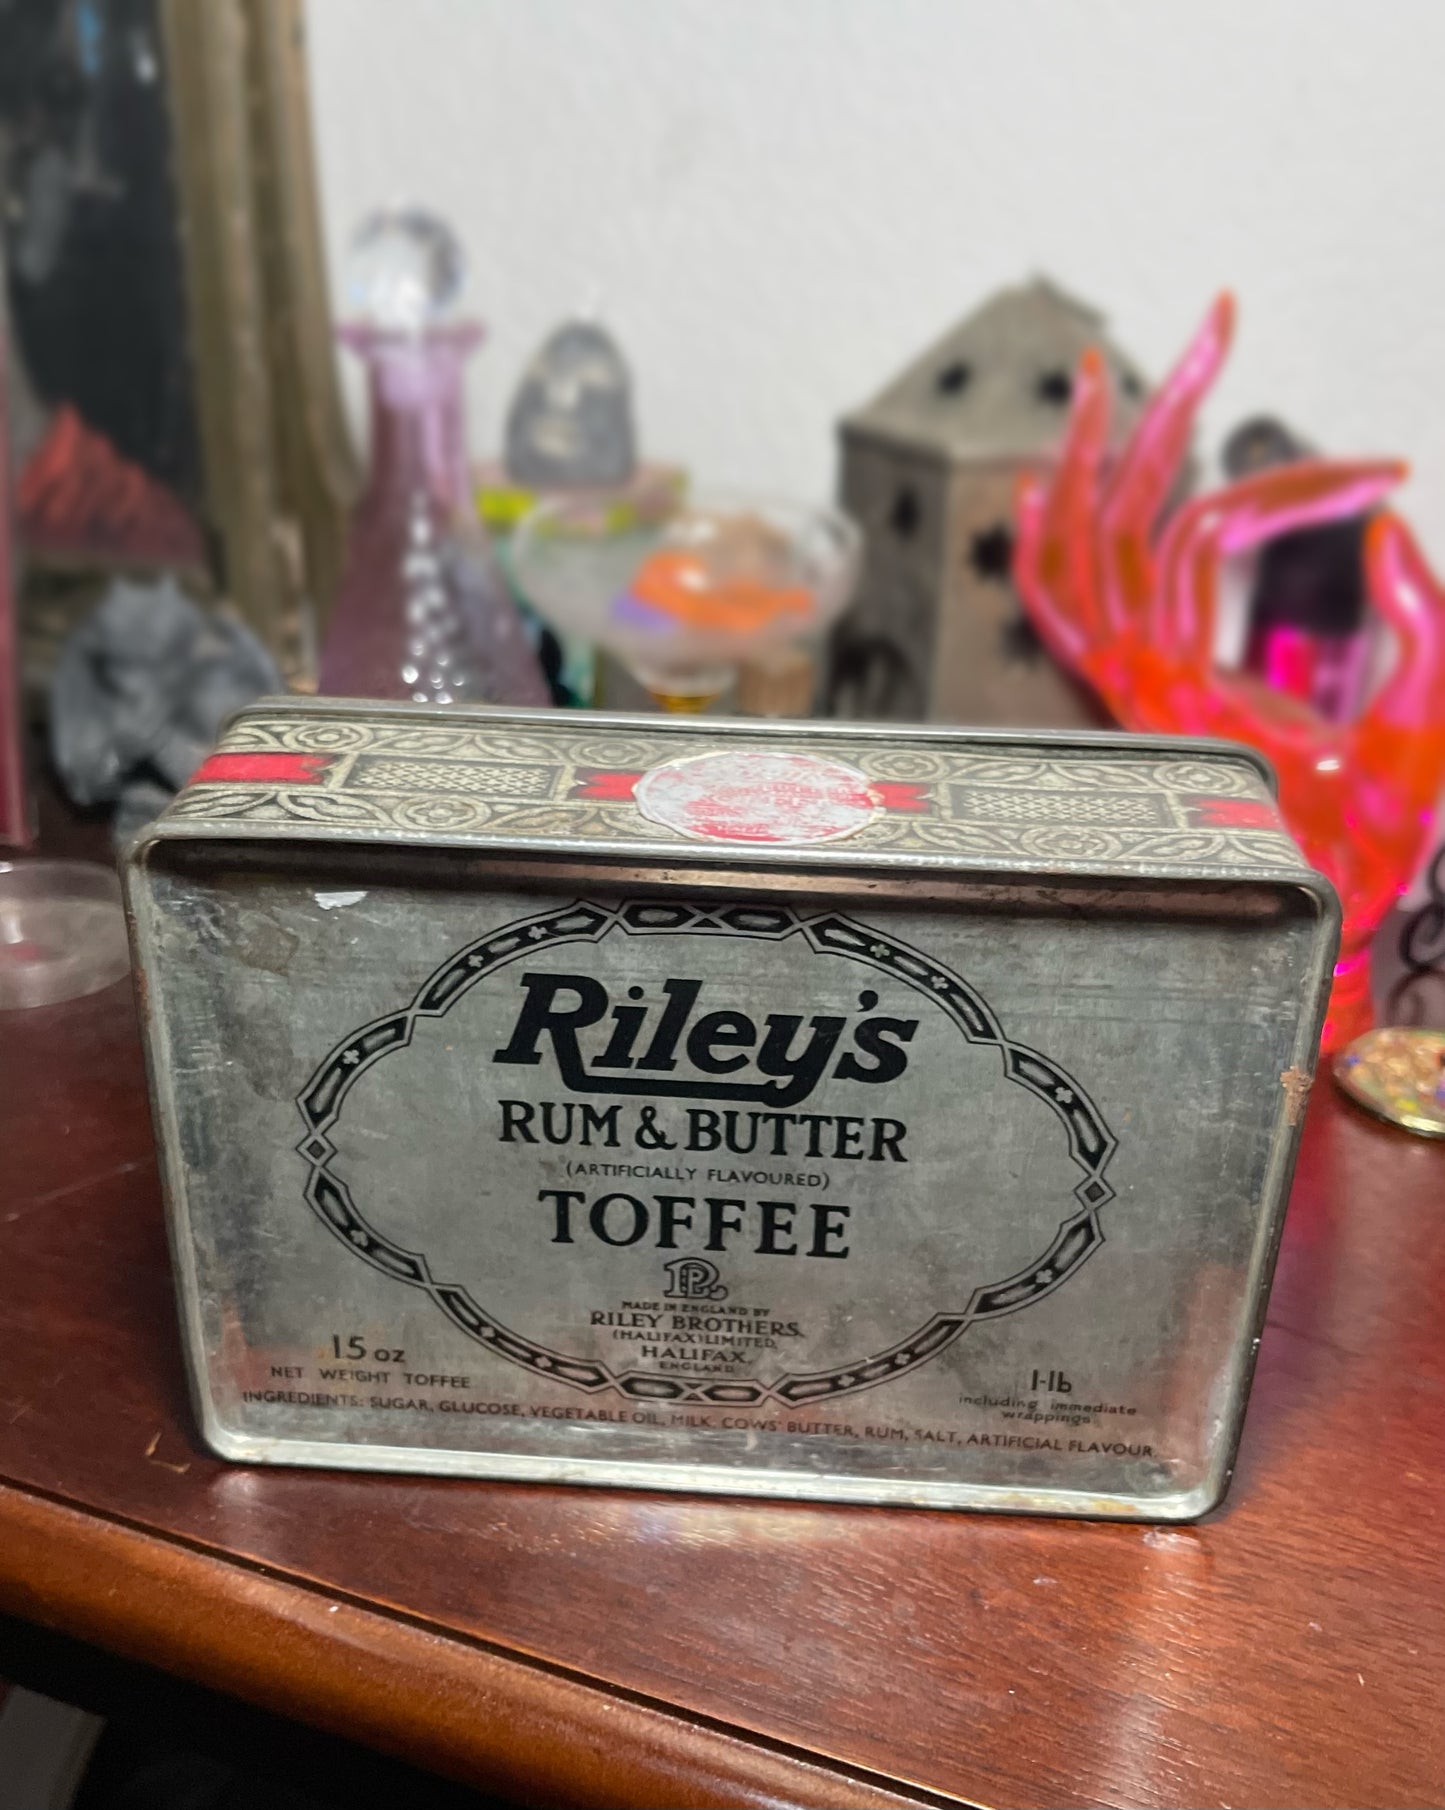 Riley's
RUM & BUTTER
(ARTIFICIALLY FLAVOURED)
TOFFEE
MADE IN ENGLAND BY
RILEY BROTHERS,
(HALIFAX) LIMITED,
HALIFAX,
ENGLAND
15 oz
NET WEIGHT TOFFEE
1-lb
including immediate
wrappings
INGREDIENTS: SUGAR, GLUCOSE, VEGETABLE OIL, MILK, COWS' BUTTER, RUM, SALT, ARTIFICIAL FLAVOUR.